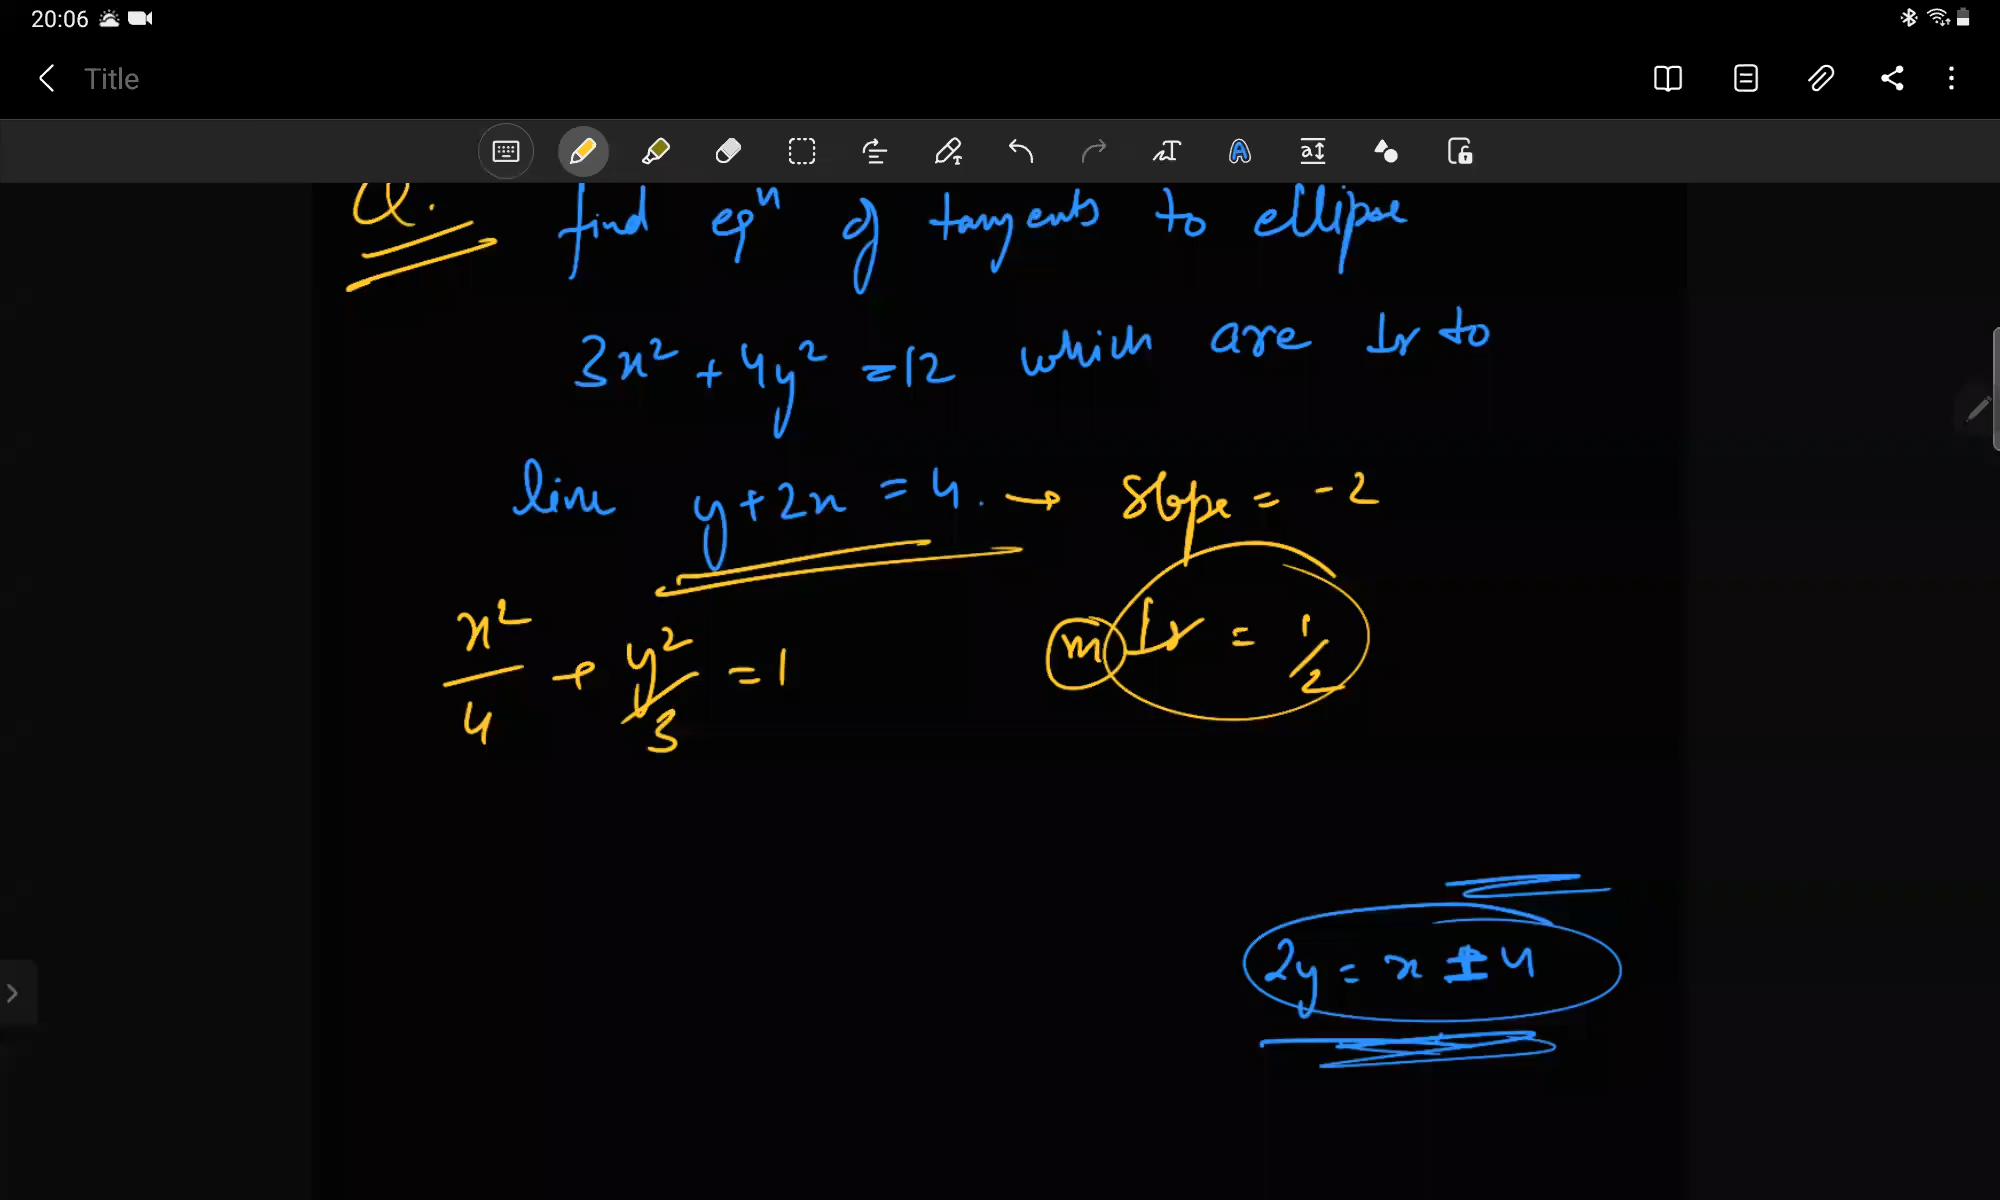 20:06
Title
Q. find eqⁿ of tangents to ellipse
3x² + 4y² = 12 which are ⊥r to
line y + 2x = 4. → slope = -2
x²/4 + y²/3 = 1
m ⊥r = 1/2
2y = x ± 4